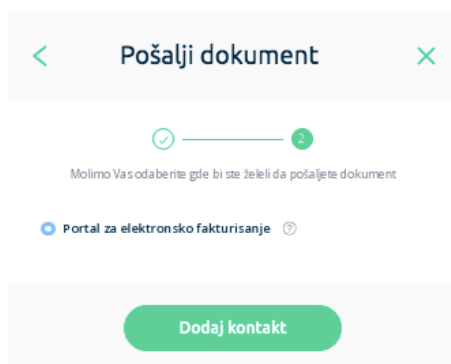 Pošalji dokument
2
Molimo Vas odaberite gde bi ste želeli da pošaljete dokument
Portal za elektronsko fakturisanje ?
Dodaj kontakt